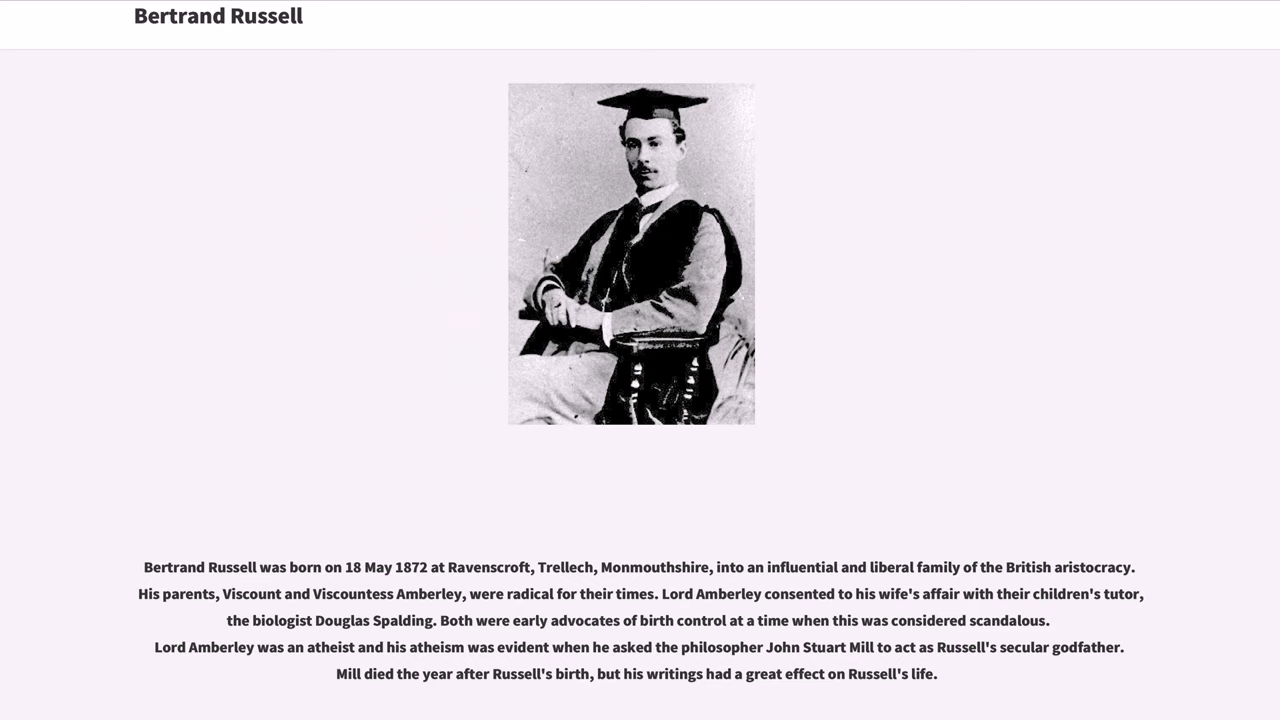 Bertrand Russell
Bertrand Russell was born on 18 May 1872 at Ravenscroft, Trellech, Monmouthshire, into an influential and liberal family of the British aristocracy.
His parents, Viscount and Viscountess Amberley, were radical for their times. Lord Amberley consented to his wife's affair with their children's tutor,
the biologist Douglas Spalding. Both were early advocates of birth control at a time when this was considered scandalous.
Lord Amberley was an atheist and his atheism was evident when he asked the philosopher John Stuart Mill to act as Russell's secular godfather.
Mill died the year after Russell's birth, but his writings had a great effect on Russell's life.